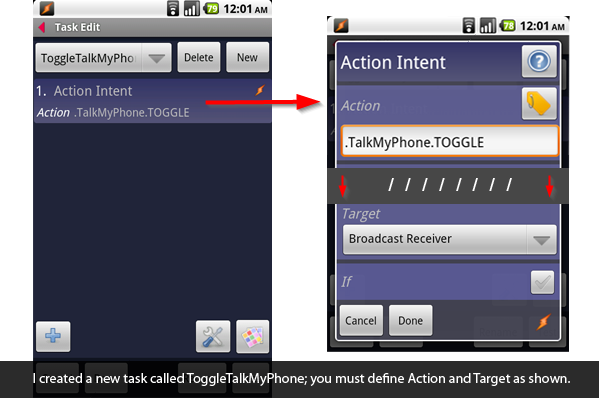 79 12:01 AM
Task Edit
ToggleTalkMyPho
Delete
New
1. Action Intent
Action .TalkMyPhone.TOGGLE
78 12:01 AM
Action Intent
Action
.TalkMyPhone.TOGGLE
/ / / / / / / /
Target
Broadcast Receiver
If
Cancel
Done
I created a new task called ToggleTalkMyPhone; you must define Action and Target as shown.